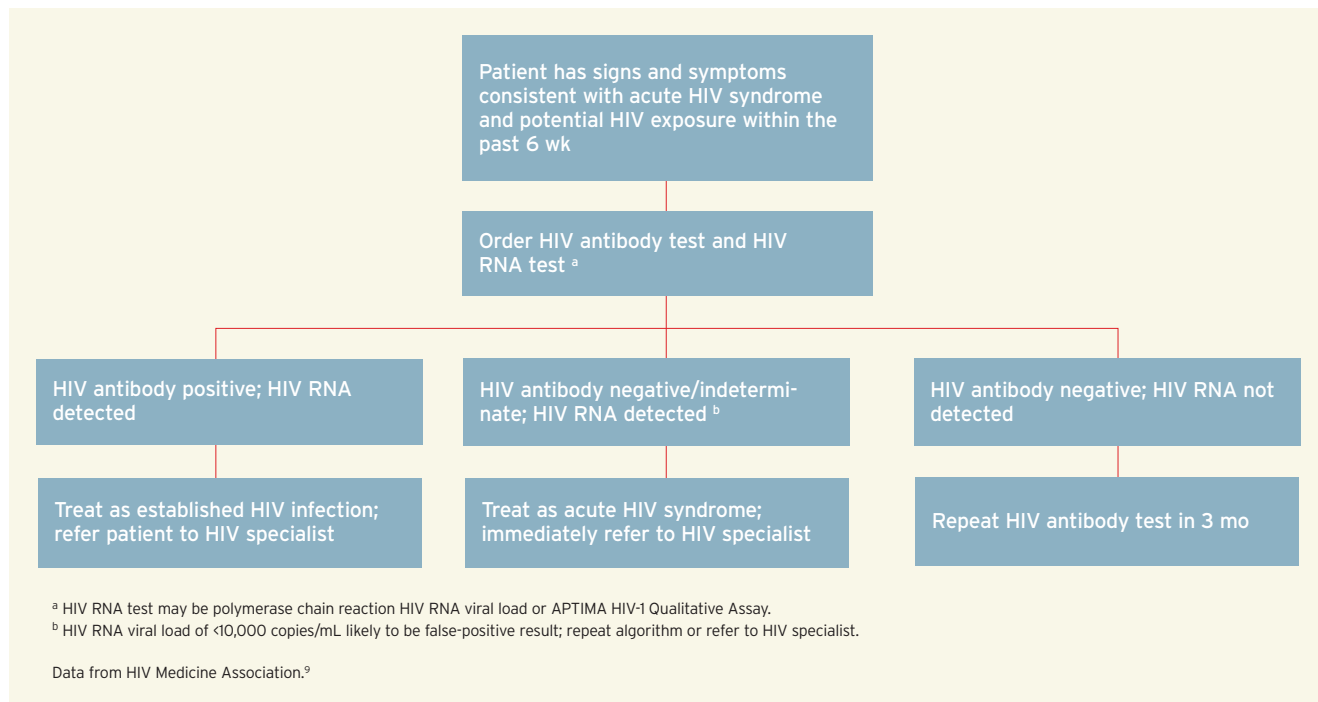 Patient has signs and symptoms
consistent with acute HIV syndrome
and potential HIV exposure within the
past 6 wk
Order HIV antibody test and HIV
RNA test a
HIV antibody positive; HIV RNA
detected
HIV antibody negative/indetermi-
nate; HIV RNA detected b
HIV antibody negative; HIV RNA not
detected
Treat as established HIV infection;
refer patient to HIV specialist
Treat as acute HIV syndrome;
immediately refer to HIV specialist
Repeat HIV antibody test in 3 mo
a HIV RNA test may be polymerase chain reaction HIV RNA viral load or APTIMA HIV-1 Qualitative Assay.
b HIV RNA viral load of <10,000 copies/mL likely to be false-positive result; repeat algorithm or refer to HIV specialist.
Data from HIV Medicine Association.9